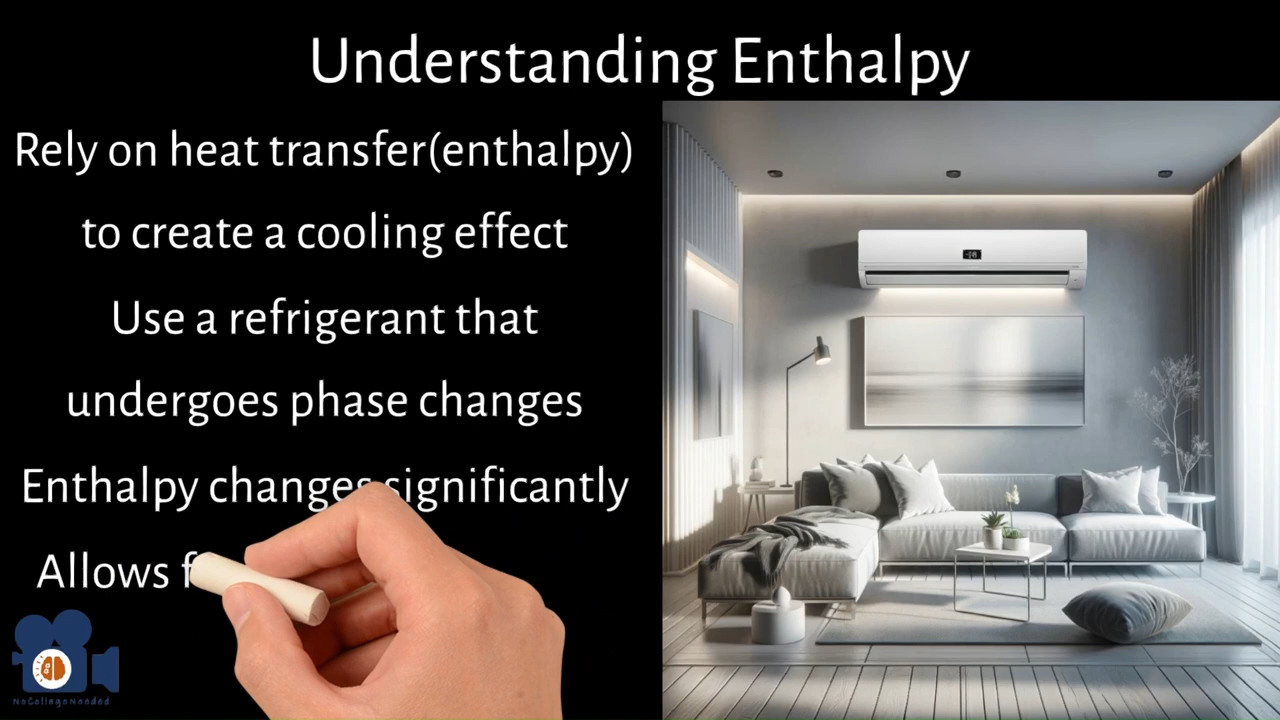 Understanding Enthalpy
Rely on heat transfer(enthalpy)
to create a cooling effect
Use a refrigerant that
undergoes phase changes
Enthalpy changes significantly
Allows f
NoCollegeNeeded